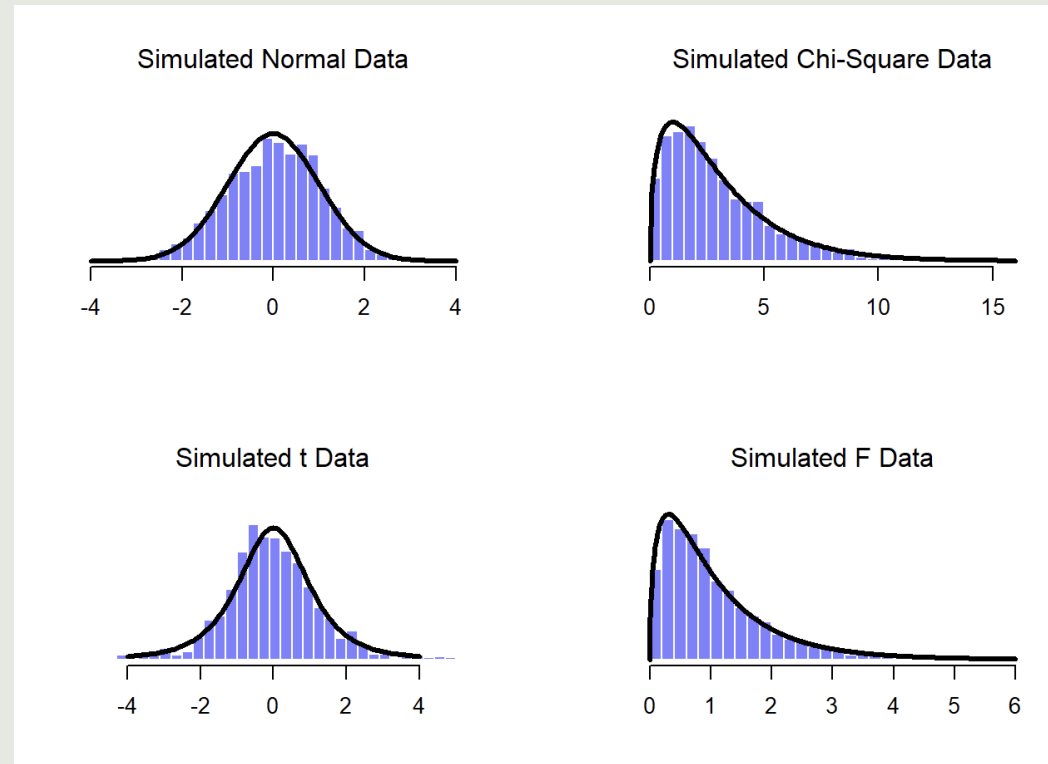 Simulated Normal Data
-4 -2 0 2 4
Simulated Chi-Square Data
0 5 10 15
Simulated t Data
-4 -2 0 2 4
Simulated F Data
0 1 2 3 4 5 6